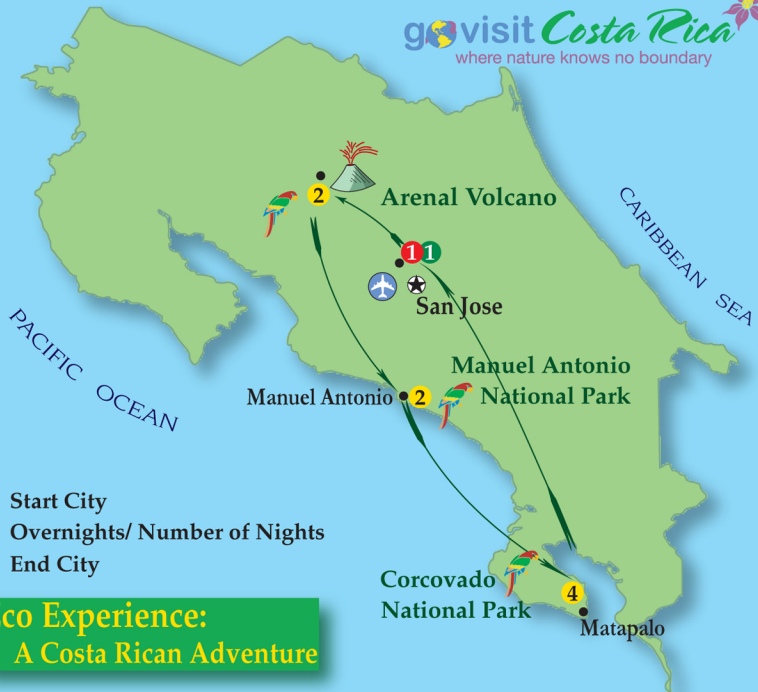 govisit Costa Rica
where nature knows no boundary
2
Arenal Volcano
CARIBBEAN SEA
1 1
San Jose
PACIFIC OCEAN
Manuel Antonio
National Park
Manuel Antonio 2
Start City
Overnights/ Number of Nights
End City
Corcovado
National Park
4
Matapalo
co Experience:
A Costa Rican Adventure